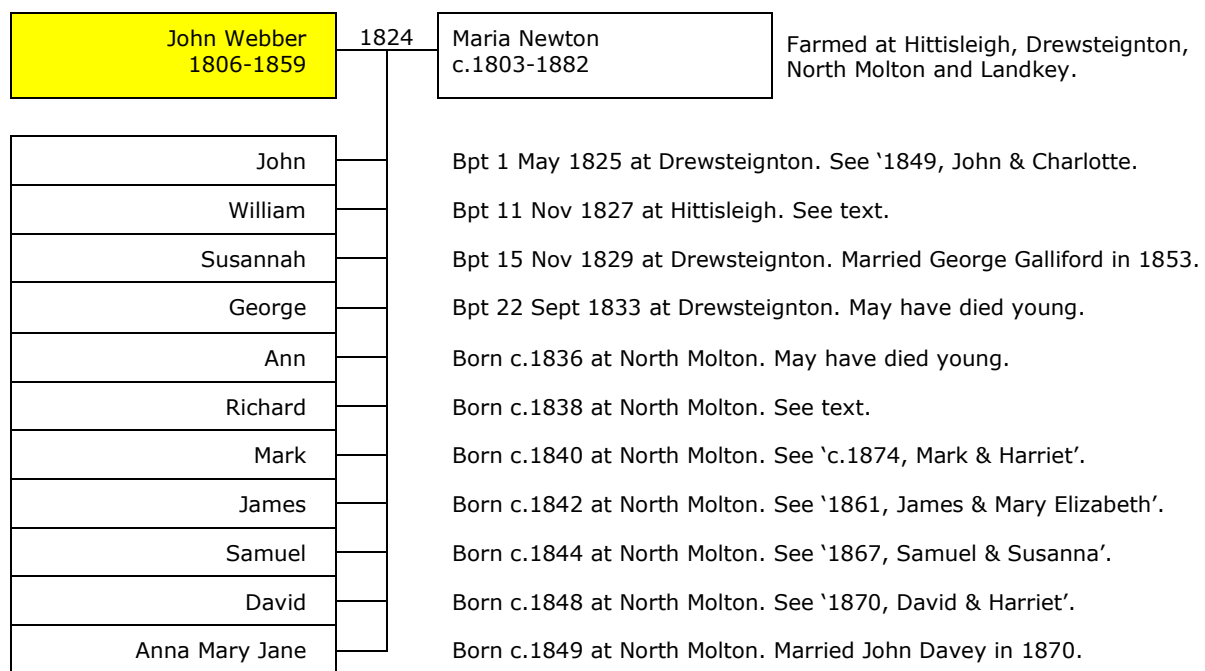 John Webber
1806-1859
1824
Maria Newton
c.1803-1882
Farmed at Hittisleigh, Drewsteignton,
North Molton and Landkey.
John Bpt 1 May 1825 at Drewsteignton. See ‘1849, John & Charlotte.
William Bpt 11 Nov 1827 at Hittisleigh. See text.
Susannah Bpt 15 Nov 1829 at Drewsteignton. Married George Galliford in 1853.
George Bpt 22 Sept 1833 at Drewsteignton. May have died young.
Ann Born c.1836 at North Molton. May have died young.
Richard Born c.1838 at North Molton. See text.
Mark Born c.1840 at North Molton. See ‘c.1874, Mark & Harriet’.
James Born c.1842 at North Molton. See ‘1861, James & Mary Elizabeth’.
Samuel Born c.1844 at North Molton. See ‘1867, Samuel & Susanna’.
David Born c.1848 at North Molton. See ‘1870, David & Harriet’.
Anna Mary Jane Born c.1849 at North Molton. Married John Davey in 1870.